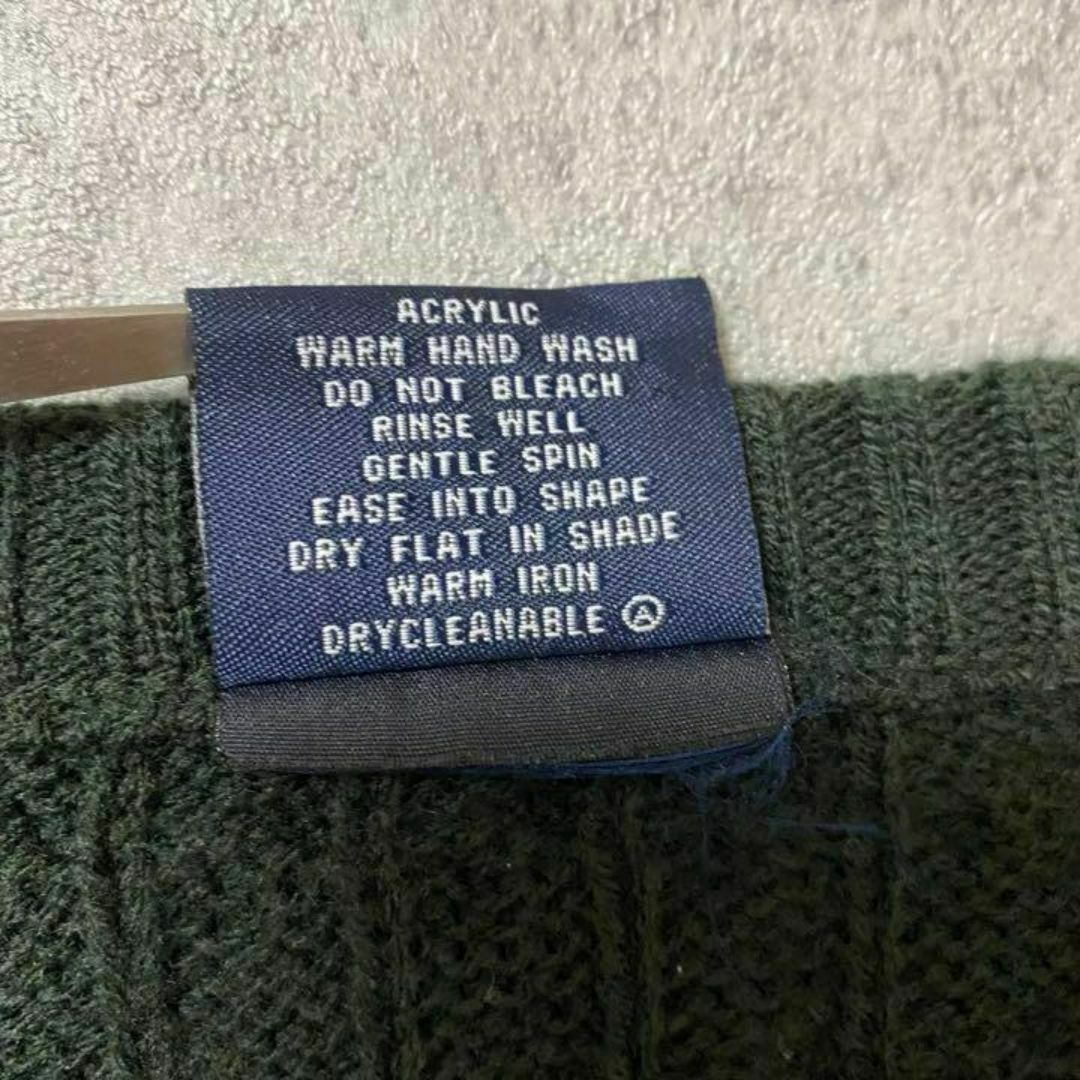 ACRYLIC
WARM HAND WASH
DO NOT BLEACH
RINSE WELL
GENTLE SPIN
EASE INTO SHAPE
DRY FLAT IN SHADE
WARM IRON
DRYCLEANABLE Ⓐ